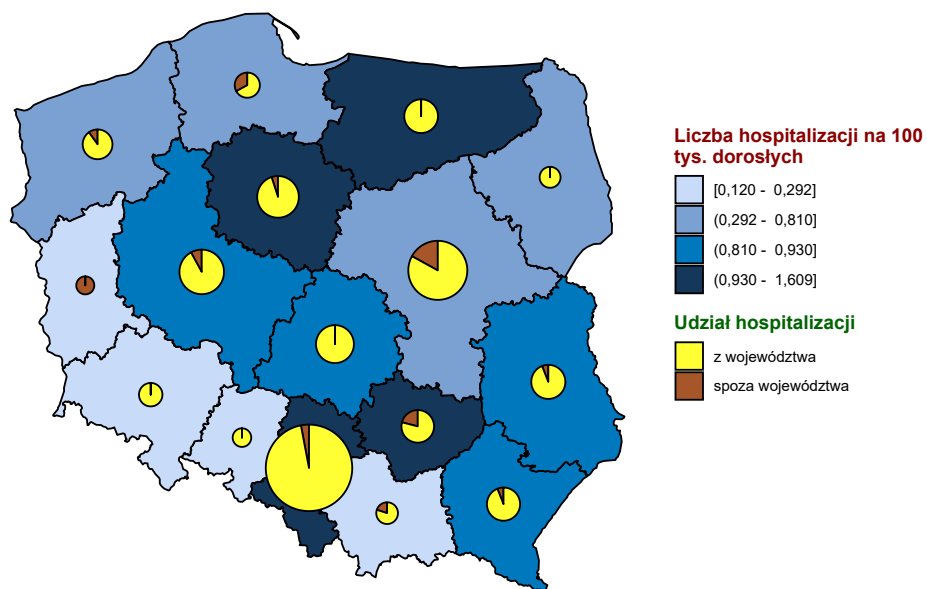 Liczba hospitalizacji na 100
tys. dorosłych
[0,120 - 0,292]
(0,292 - 0,810]
(0,810 - 0,930]
(0,930 - 1,609]
Udział hospitalizacji
z województwa
spoza województwa